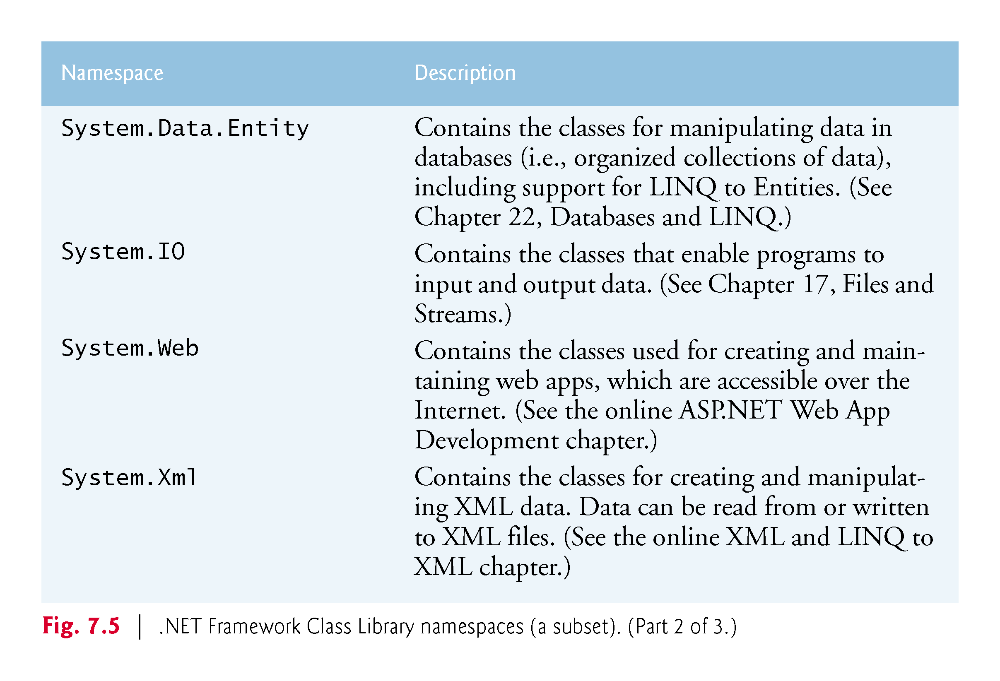 Namespace Description
System.Data.Entity Contains the classes for manipulating data in
databases (i.e., organized collections of data),
including support for LINQ to Entities. (See
Chapter 22, Databases and LINQ.)
System.IO Contains the classes that enable programs to
input and output data. (See Chapter 17, Files and
Streams.)
System.Web Contains the classes used for creating and main-
taining web apps, which are accessible over the
Internet. (See the online ASP.NET Web App
Development chapter.)
System.Xml Contains the classes for creating and manipulat-
ing XML data. Data can be read from or written
to XML files. (See the online XML and LINQ to
XML chapter.)
Fig. 7.5 | .NET Framework Class Library namespaces (a subset). (Part 2 of 3.)